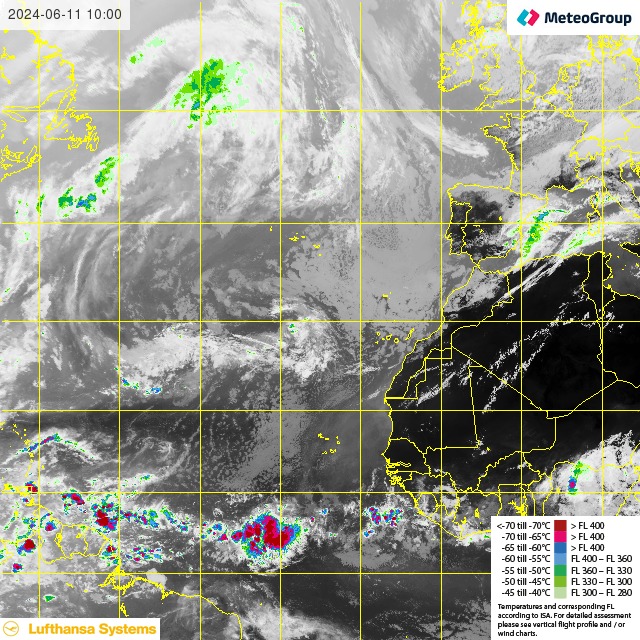 2024-06-11 10:00
MeteoGroup
<-70 till -70°C > FL 400
-70 till -65°C > FL 400
-65 till -60°C > FL 400
-60 till -55°C FL 400 – FL 360
-55 till -50°C FL 360 – FL 330
-50 till -45°C FL 330 – FL 300
-45 till -40°C FL 300 – FL 280
Temperatures and corresponding FL
according to ISA. For detailed assessment
please see vertical flight profile and / or
wind charts.
Lufthansa Systems